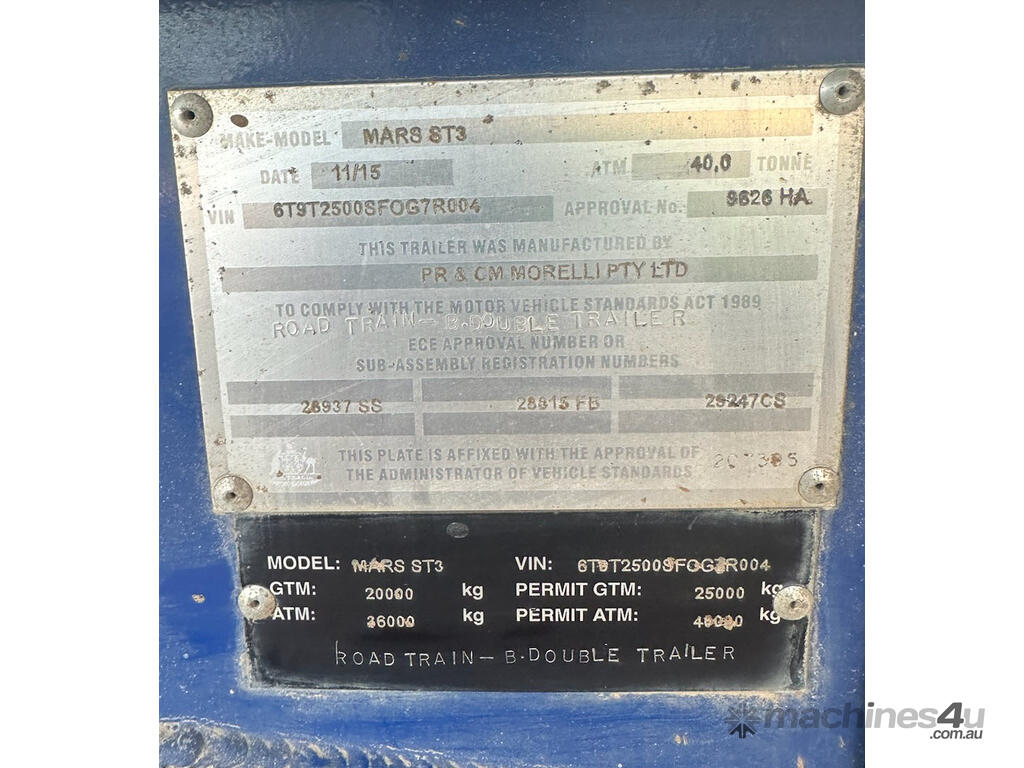 MAKE-MODEL MARS ST3
DATE 11/15 ATM 40.0 TONNE
VIN 6T9T2500SFOG7R004 APPROVAL No. 9626 HA
THIS TRAILER WAS MANUFACTURED BY
PR & CM MORELLI PTY LTD
TO COMPLY WITH THE MOTOR VEHICLE STANDARDS ACT 1989
ROAD TRAIN - B.DOUBLE TRAILER
ECE APPROVAL NUMBER OR
SUB-ASSEMBLY REGISTRATION NUMBERS
28937 SS 28915 FB 29247CS
THIS PLATE IS AFFIXED WITH THE APPROVAL OF
THE ADMINISTRATOR OF VEHICLE STANDARDS
MODEL: MARS ST3 VIN: 6T9T2500SFOG7R004
GTM: 20000 kg PERMIT GTM: 25000 kg
ATM: 36000 kg PERMIT ATM: 40000 kg
ROAD TRAIN - B.DOUBLE TRAILER
machines4u
.com.au